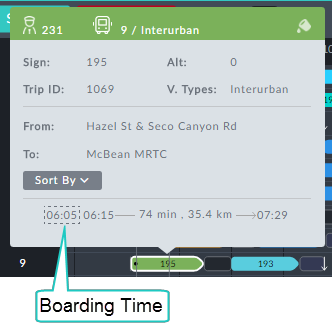 231 9 / Interurban
Sign: 195 Alt: 0
Trip ID: 1069 V. Types: Interurban
From: Hazel St & Seco Canyon Rd
To: McBean MRTC
Sort By
06:05 06:15 74 min , 35.4 km 07:29
9 195 193
Boarding Time